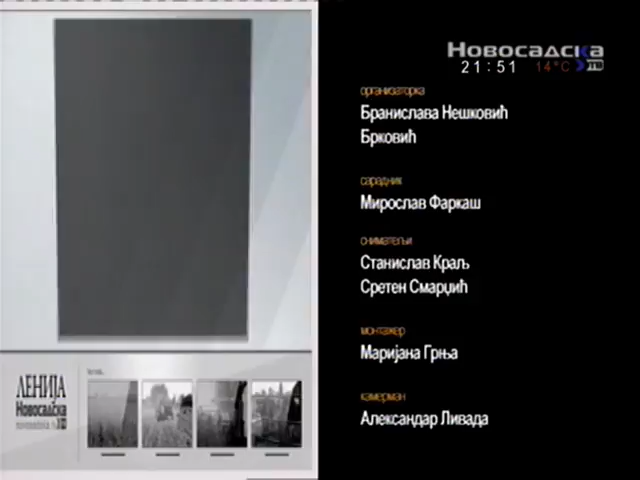 Новосадска
21:51 14°C TV
организаторка
Бранислава Нешковић
Брковић
сарадник
Мирослав Фаркаш
сниматељи
Станислав Краљ
Сретен Смарџић
монтажер
Маријана Грња
камерман
Александар Ливада
ЛЕНИЈА
Новосадска